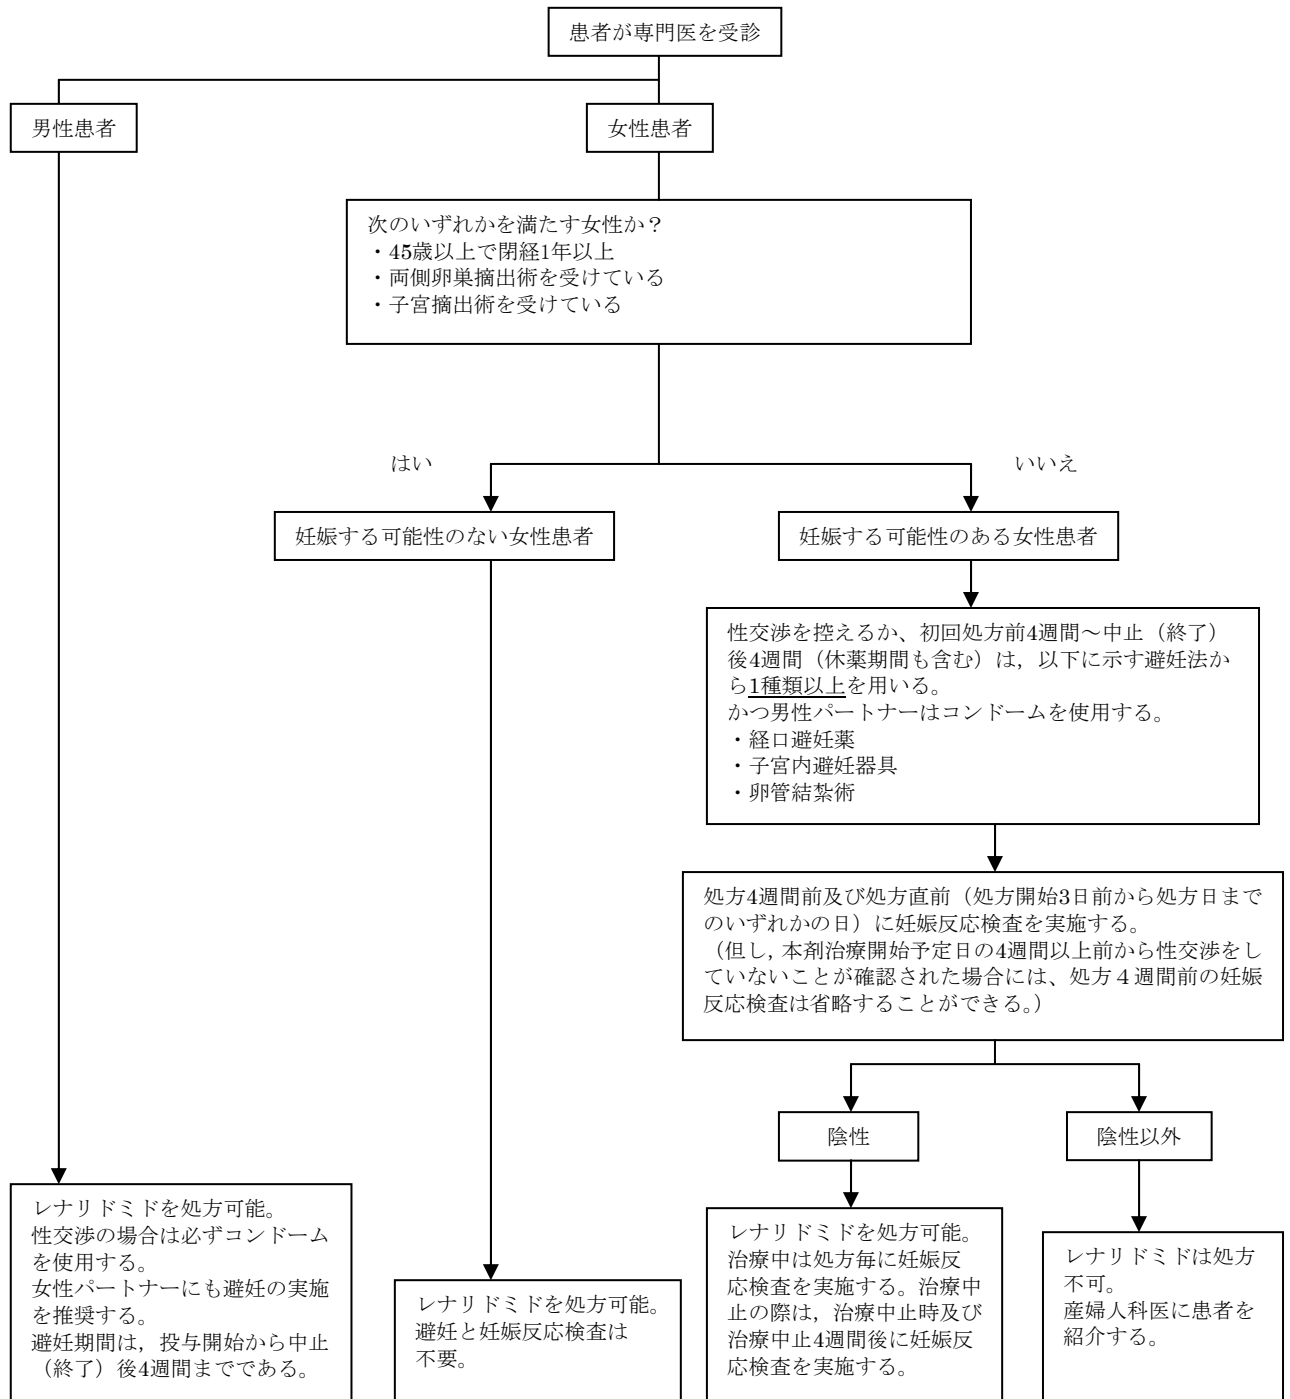 患者が専門医を受診
男性患者
女性患者
次のいずれかを満たす女性か？
・45歳以上で閉経1年以上
・両側卵巣摘出術を受けている
・子宮摘出術を受けている
はい
いいえ
妊娠する可能性のない女性患者
妊娠する可能性のある女性患者
性交渉を控えるか、初回処方前4週間～中止（終了）
後4週間（休薬期間も含む）は，以下に示す避妊法か
ら1種類以上を用いる。
かつ男性パートナーはコンドームを使用する。
・経口避妊薬
・子宮内避妊器具
・卵管結紮術
処方4週間前及び処方直前（処方開始3日前から処方日まで
のいずれかの日）に妊娠反応検査を実施する。
（但し，本剤治療開始予定日の4週間以上前から性交渉をし
ていないことが確認された場合には、処方４週間前の妊娠
反応検査は省略することができる。）
陰性
陰性以外
レナリドミドを処方可能。
性交渉の場合は必ずコンドーム
を使用する。
女性パートナーにも避妊の実施
を推奨する。
避妊期間は，投与開始から中止
（終了）後4週間までである。
レナリドミドを処方可能。
避妊と妊娠反応検査は
不要。
レナリドミドを処方可能。
治療中は処方毎に妊娠反
応検査を実施する。治療中
止の際は，治療中止時及び
治療中止4週間後に妊娠反
応検査を実施する。
レナリドミドは処方
不可。
産婦人科医に患者を
紹介する。